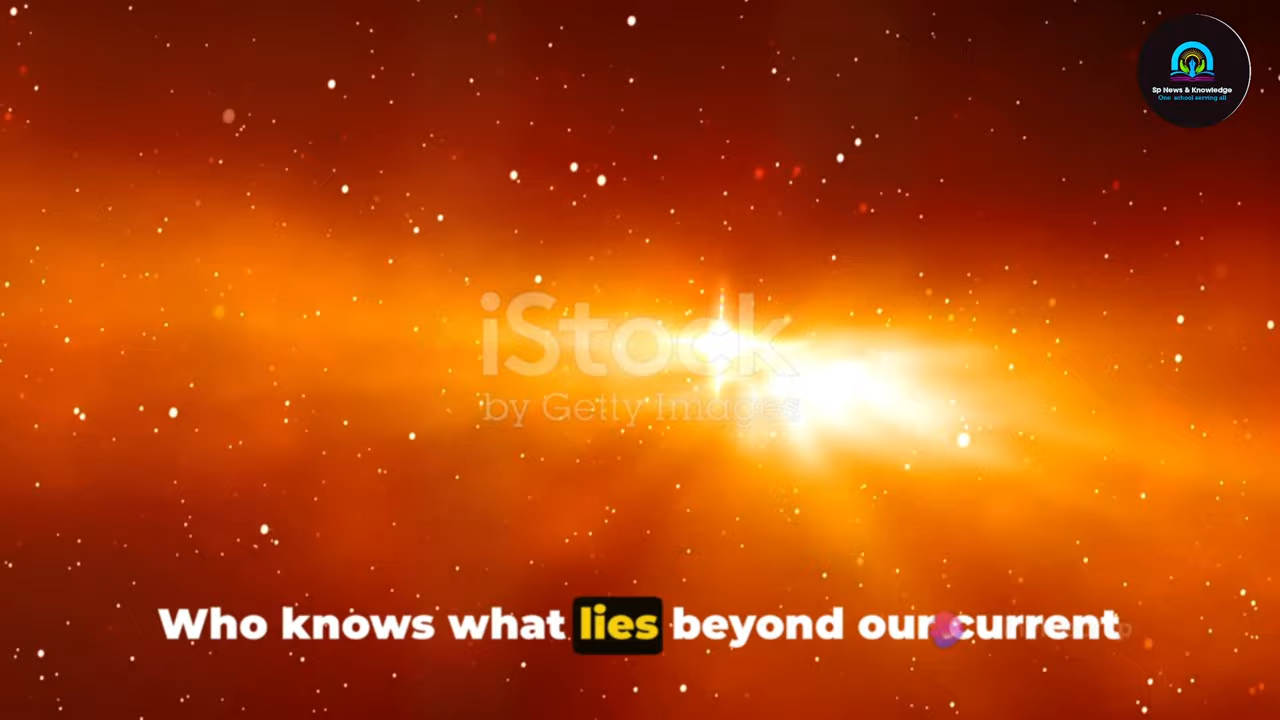 Sp News & Knowledge
One school serving all
iStock
by Getty Images
Who knows what lies beyond our current